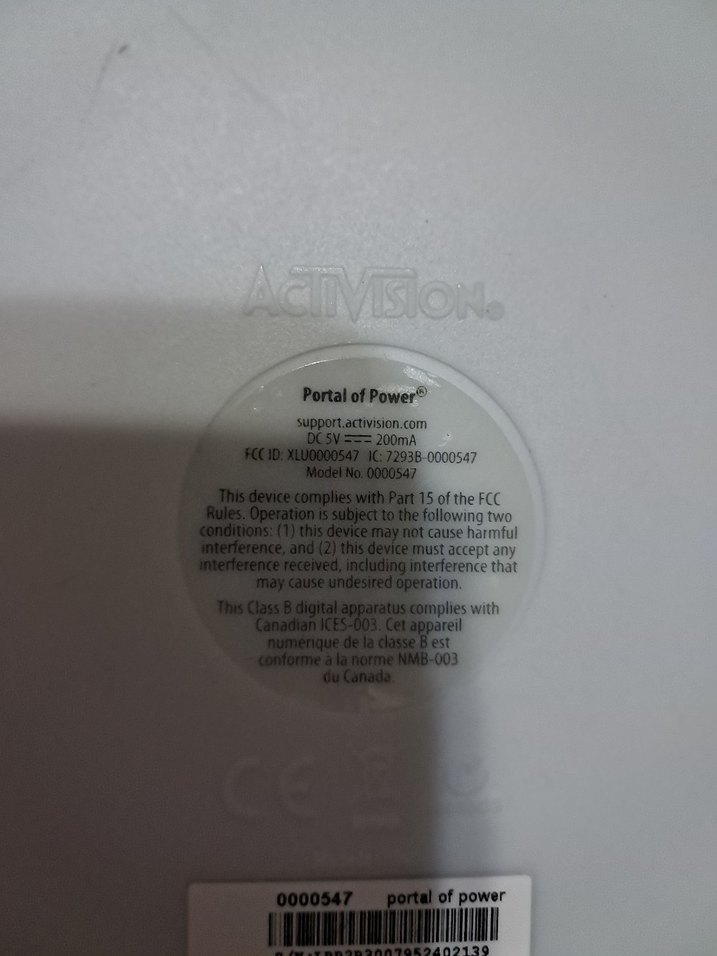 ACTIVISION®
Portal of Power®
support.activision.com
DC 5V ⎓ 200mA
FCC ID: XLU0000547 IC: 7293B-0000547
Model No. 0000547
This device complies with Part 15 of the FCC
Rules. Operation is subject to the following two
conditions: (1) this device may not cause harmful
interference, and (2) this device must accept any
interference received, including interference that
may cause undesired operation.
This Class B digital apparatus complies with
Canadian ICES-003. Cet appareil
numérique de la classe B est
conforme à la norme NMB-003
du Canada.
CE
0000547 portal of power